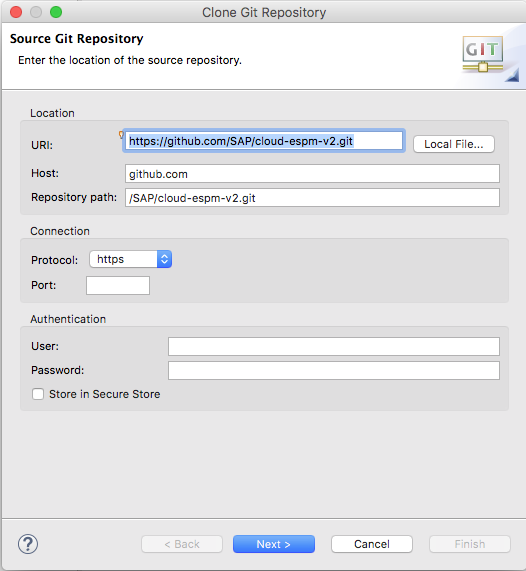 Clone Git Repository
Source Git Repository
Enter the location of the source repository.
GIT
Location
URI: https://github.com/SAP/cloud-espm-v2.git Local File...
Host: github.com
Repository path: /SAP/cloud-espm-v2.git
Connection
Protocol: https
Port:
Authentication
User:
Password:
Store in Secure Store
? < Back Next > Cancel Finish